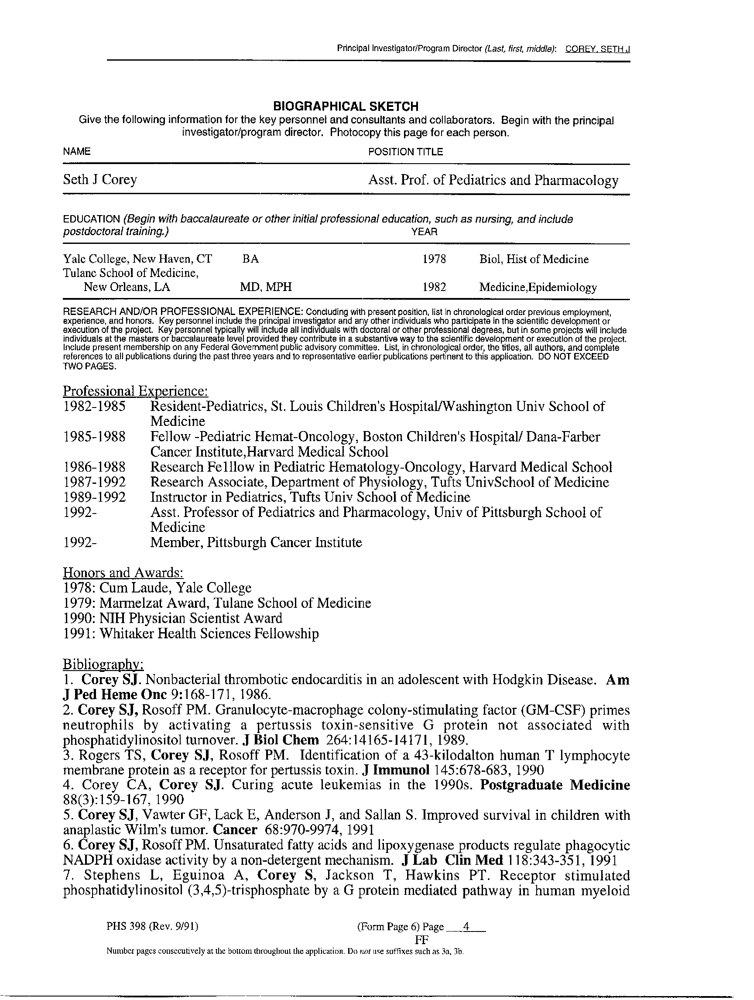 Principal Investigator/Program Director (Last, first, middle): COREY, SETH J
BIOGRAPHICAL SKETCH
Give the following information for the key personnel and consultants and collaborators. Begin with the principal
investigator/program director. Photocopy this page for each person.
NAME POSITION TITLE
Seth J Corey Asst. Prof. of Pediatrics and Pharmacology
EDUCATION (Begin with baccalaureate or other initial professional education, such as nursing, and include
postdoctoral training.) YEAR
Yale College, New Haven, CT BA 1978 Biol, Hist of Medicine
Tulane School of Medicine,
New Orleans, LA MD, MPH 1982 Medicine,Epidemiology
RESEARCH AND/OR PROFESSIONAL EXPERIENCE: Concluding with present position, list in chronological order previous employment,
experience, and honors. Key personnel include the principal investigator and any other individuals who participate in the scientific development or
execution of the project. Key personnel typically will include all individuals with doctoral or other professional degrees, but in some projects will include
individuals at the masters or baccalaureate level provided they contribute in a substantive way to the scientific development or execution of the project.
Include present membership on any Federal Government public advisory committee. List, in chronological order, the titles, all authors, and complete
references to all publications during the past three years and to representative earlier publications pertinent to this application. DO NOT EXCEED
TWO PAGES.
Professional Experience:
1982-1985 Resident-Pediatrics, St. Louis Children's Hospital/Washington Univ School of
Medicine
1985-1988 Fellow -Pediatric Hemat-Oncology, Boston Children's Hospital/ Dana-Farber
Cancer Institute,Harvard Medical School
1986-1988 Research Felllow in Pediatric Hematology-Oncology, Harvard Medical School
1987-1992 Research Associate, Department of Physiology, Tufts UnivSchool of Medicine
1989-1992 Instructor in Pediatrics, Tufts Univ School of Medicine
1992- Asst. Professor of Pediatrics and Pharmacology, Univ of Pittsburgh School of
Medicine
1992- Member, Pittsburgh Cancer Institute
Honors and Awards:
1978: Cum Laude, Yale College
1979: Marmelzat Award, Tulane School of Medicine
1990: NIH Physician Scientist Award
1991: Whitaker Health Sciences Fellowship
Bibliography:
1. Corey SJ. Nonbacterial thrombotic endocarditis in an adolescent with Hodgkin Disease. Am
J Ped Heme Onc 9:168-171, 1986.
2. Corey SJ, Rosoff PM. Granulocyte-macrophage colony-stimulating factor (GM-CSF) primes
neutrophils by activating a pertussis toxin-sensitive G protein not associated with
phosphatidylinositol turnover. J Biol Chem 264:14165-14171, 1989.
3. Rogers TS, Corey SJ, Rosoff PM. Identification of a 43-kilodalton human T lymphocyte
membrane protein as a receptor for pertussis toxin. J Immunol 145:678-683, 1990
4. Corey CA, Corey SJ. Curing acute leukemias in the 1990s. Postgraduate Medicine
88(3):159-167, 1990
5. Corey SJ, Vawter GF, Lack E, Anderson J, and Sallan S. Improved survival in children with
anaplastic Wilm's tumor. Cancer 68:970-9974, 1991
6. Corey SJ, Rosoff PM. Unsaturated fatty acids and lipoxygenase products regulate phagocytic
NADPH oxidase activity by a non-detergent mechanism. J Lab Clin Med 118:343-351, 1991
7. Stephens L, Eguinoa A, Corey S, Jackson T, Hawkins PT. Receptor stimulated
phosphatidylinositol (3,4,5)-trisphosphate by a G protein mediated pathway in human myeloid
PHS 398 (Rev. 9/91) (Form Page 6) Page 4
FF
Number pages consecutively at the bottom throughout the application. Do not use suffixes such as 3a, 3b.